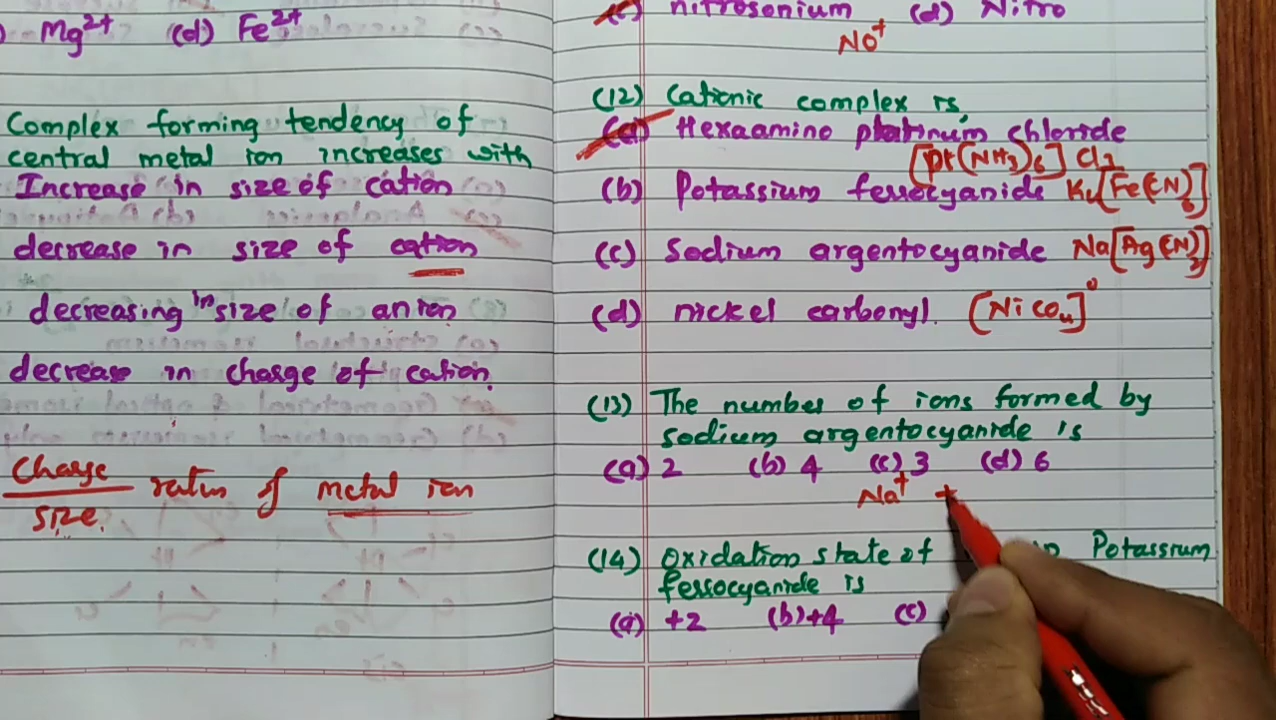 ) Mg2+ (d) Fe2+
Complex forming tendency of
central metal ion increases with
Increase in size of cation
decrease in size of cation
decreasing in size of anion
decrease in charge of cation.
Charge
ratio of metal ion
size.
(c) nitrosonium (d) Nitro
NO+
(12) Cationic complex is,
(a) Hexaamino platinum chloride
[Pt(NH3)6] Cl2
(b) Potassium ferrocyanide K4[Fe(CN)6]
(c) Sodium argentocyanide Na[Ag(CN)2]
(d) nickel carbonyl. [NiCO4]0
(13) The number of ions formed by
sodium argentocyanide is
(a) 2 (b) 4 (c) 3 (d) 6
Na+ +
(14) Oxidation state of in Potassium
ferrocyanide is
(a) +2 (b) +4 (c)